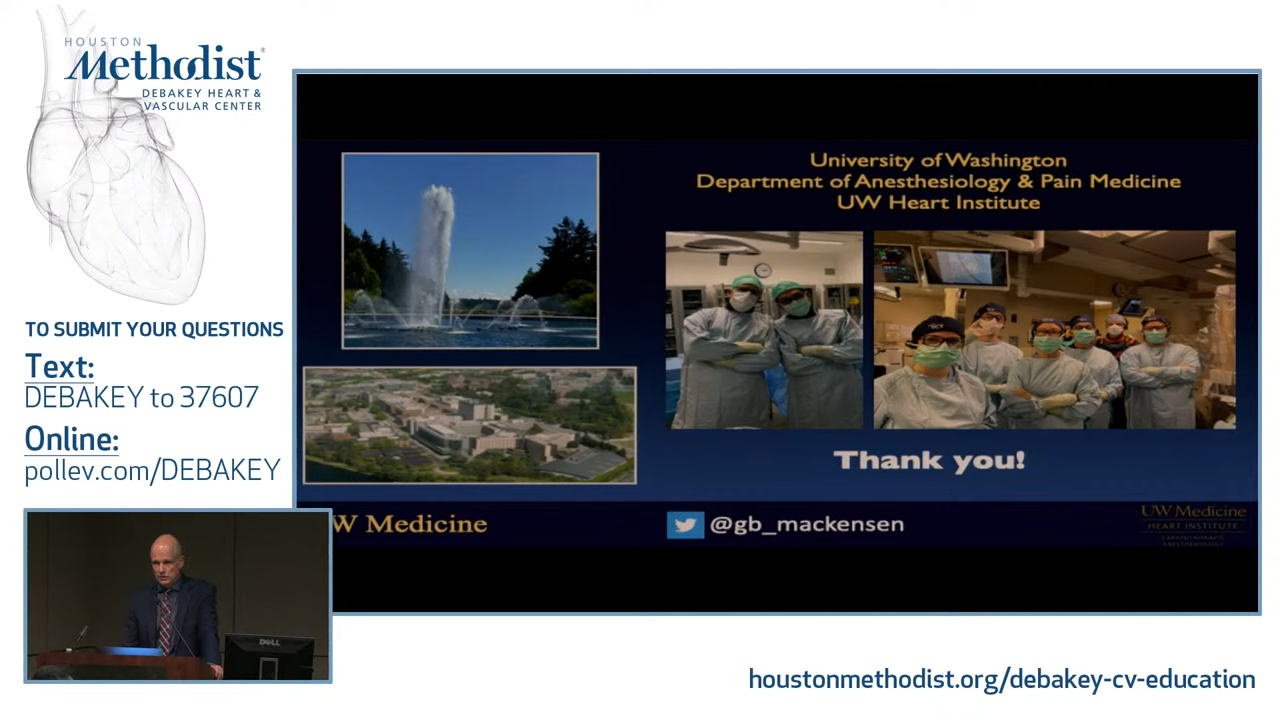 HOUSTON
Methodist
DEBAKEY HEART &
VASCULAR CENTER
TO SUBMIT YOUR QUESTIONS
Text:
DEBAKEY to 37607
Online:
pollev.com/DEBAKEY
University of Washington
Department of Anesthesiology & Pain Medicine
UW Heart Institute
Thank you!
W Medicine
@gb_mackensen
UW Medicine
HEART INSTITUTE
CARDIOTHORACIC
ANESTHESIOLOGY
DELL
houstonmethodist.org/debakey-cv-education